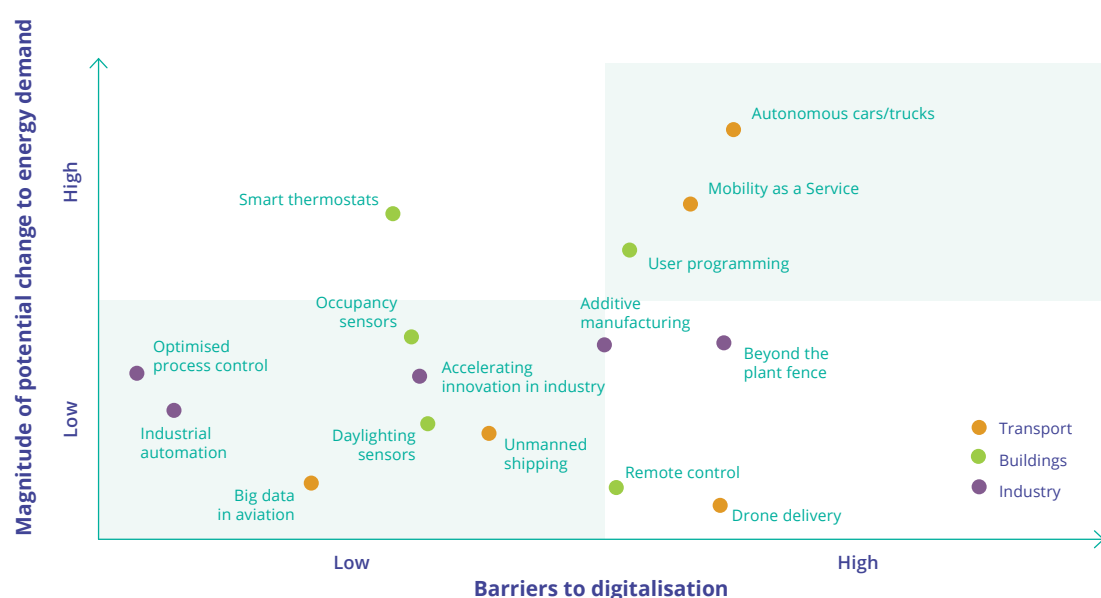 Magnitude of potential change to energy demand
High
Low
Autonomous cars/trucks
Mobility as a Service
Smart thermostats
User programming
Occupancy
sensors
Additive
manufacturing
Optimised
process control
Beyond the
plant fence
Accelerating
innovation in industry
Industrial
automation
Daylighting
sensors
Unmanned
shipping
Transport
Buildings
Industry
Remote control
Big data
in aviation
Drone delivery
Low
High
Barriers to digitalisation